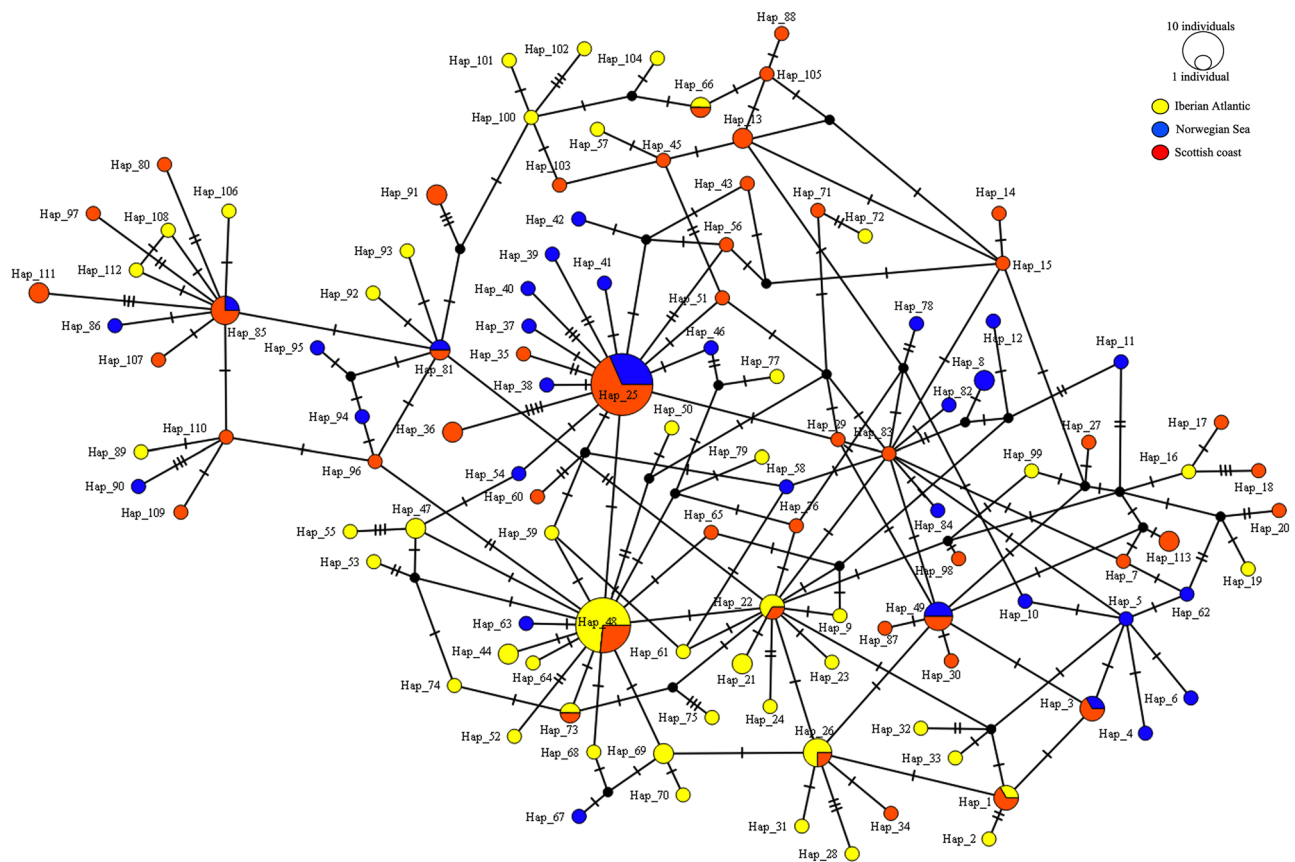 Hap_88
10 individuals
1 individual
Iberian Atlantic
Norwegian Sea
Scottish coast
Hap_102
Hap_101
Hap_104
Hap_66
Hap_105
Hap_100
Hap_13
Hap_57
Hap_45
Hap_103
Hap_43
Hap_80
Hap_106
Hap_91
Hap_71
Hap_14
Hap_97
Hap_108
Hap_42
Hap_56
Hap_72
Hap_93
Hap_39
Hap_15
Hap_112
Hap_111
Hap_41
Hap_40
Hap_92
Hap_51
Hap_78
Hap_86
Hap_85
Hap_37
Hap_46
Hap_12
Hap_11
Hap_95
Hap_35
Hap_107
Hap_81
Hap_77
Hap_8
Hap_38
Hap_25
Hap_82
Hap_50
Hap_29
Hap_83
Hap_17
Hap_110
Hap_94
Hap_36
Hap_27
Hap_89
Hap_79
Hap_99
Hap_16
Hap_96
Hap_54
Hap_58
Hap_90
Hap_18
Hap_60
Hap_109
Hap_47
Hap_65
Hap_76
Hap_84
Hap_20
Hap_55
Hap_59
Hap_113
Hap_53
Hap_98
Hap_7
Hap_19
Hap_22
Hap_49
Hap_5
Hap_63
Hap_48
Hap_9
Hap_10
Hap_62
Hap_44
Hap_61
Hap_87
Hap_64
Hap_21
Hap_23
Hap_30
Hap_74
Hap_3
Hap_6
Hap_75
Hap_24
Hap_73
Hap_32
Hap_4
Hap_52
Hap_26
Hap_68
Hap_69
Hap_33
Hap_70
Hap_1
Hap_67
Hap_31
Hap_34
Hap_2
Hap_28